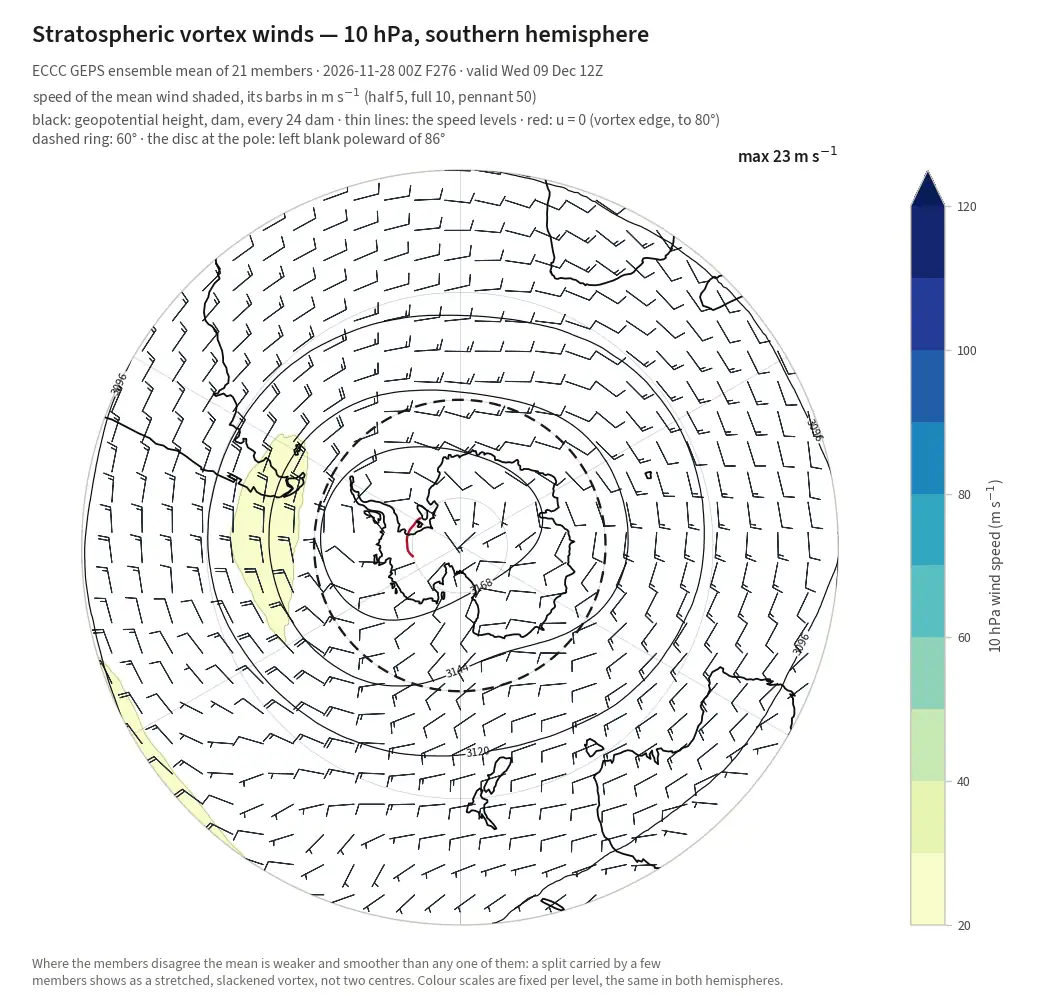 Stratospheric vortex winds — 10 hPa, southern hemisphere
ECCC GEPS ensemble mean of 21 members · 2026-11-28 00Z F276 · valid Wed 09 Dec 12Z
speed of the mean wind shaded, its barbs in m s⁻¹ (half 5, full 10, pennant 50)
black: geopotential height, dam, every 24 dam · thin lines: the speed levels · red: u = 0 (vortex edge, to 80°)
dashed ring: 60° · the disc at the pole: left blank poleward of 86°
max 23 m s⁻¹
120
100
80
60
40
20
10 hPa wind speed (m s⁻¹)
3096
3096
3168
3096
3144
3120
Where the members disagree the mean is weaker and smoother than any one of them: a split carried by a few
members shows as a stretched, slackened vortex, not two centres. Colour scales are fixed per level, the same in both hemispheres.